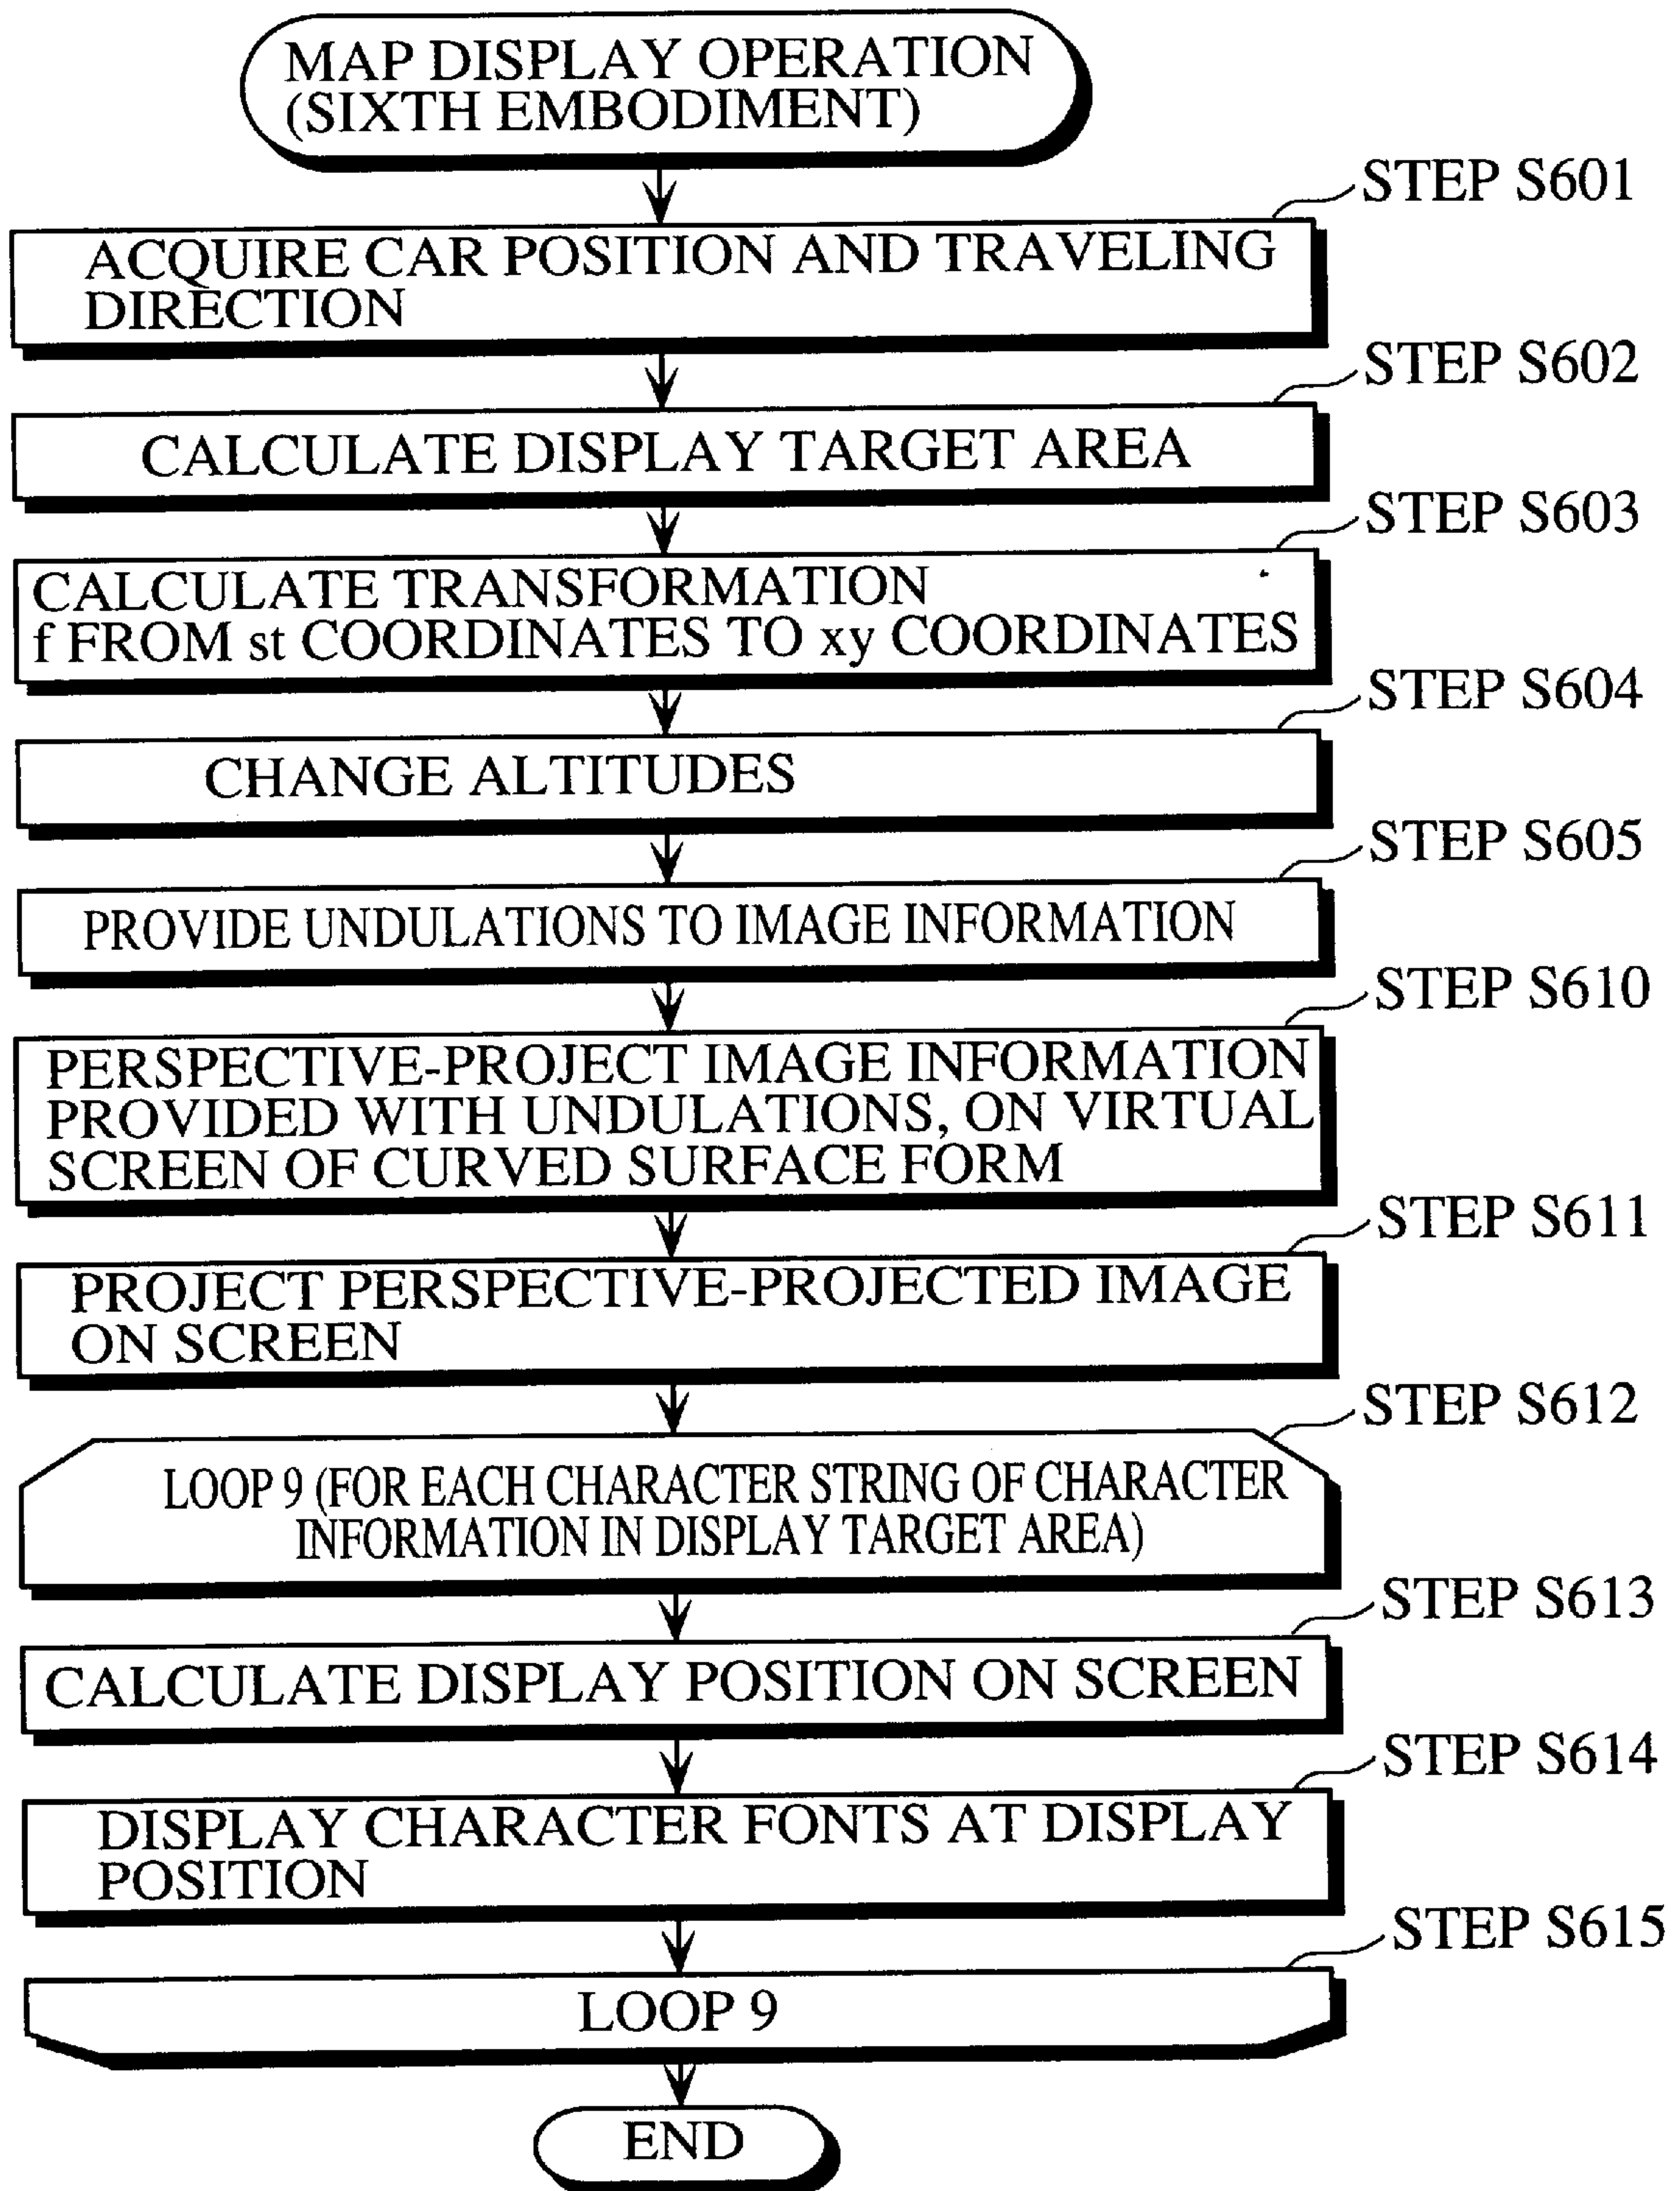 MAP DISPLAY OPERATION
(SIXTH EMBODIMENT)
STEP S601
ACQUIRE CAR POSITION AND TRAVELING
DIRECTION
STEP S602
CALCULATE DISPLAY TARGET AREA
STEP S603
CALCULATE TRANSFORMATION
f FROM st COORDINATES TO xy COORDINATES
STEP S604
CHANGE ALTITUDES
STEP S605
PROVIDE UNDULATIONS TO IMAGE INFORMATION
STEP S610
PERSPECTIVE-PROJECT IMAGE INFORMATION
PROVIDED WITH UNDULATIONS, ON VIRTUAL
SCREEN OF CURVED SURFACE FORM
STEP S611
PROJECT PERSPECTIVE-PROJECTED IMAGE
ON SCREEN
STEP S612
LOOP 9 (FOR EACH CHARACTER STRING OF CHARACTER
INFORMATION IN DISPLAY TARGET AREA)
STEP S613
CALCULATE DISPLAY POSITION ON SCREEN
STEP S614
DISPLAY CHARACTER FONTS AT DISPLAY
POSITION
STEP S615
LOOP 9
END